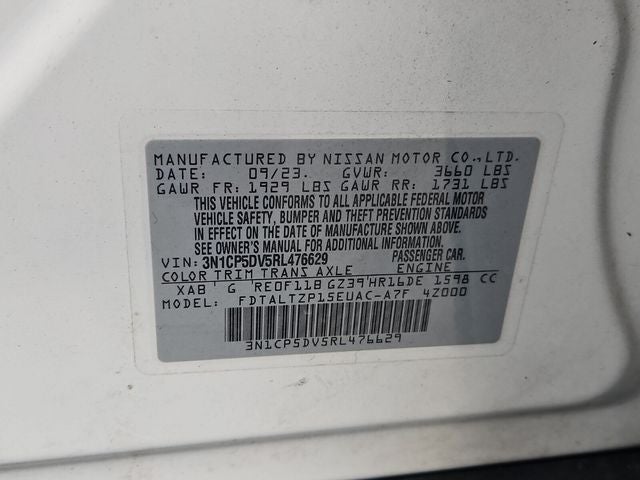 MANUFACTURED BY NISSAN MOTOR CO.,LTD.
DATE: 09/23. GVWR: 3660 LBS
GAWR FR: 1929 LBS GAWR RR: 1731 LBS
THIS VEHICLE CONFORMS TO ALL APPLICABLE FEDERAL MOTOR
VEHICLE SAFETY, BUMPER AND THEFT PREVENTION STANDARDS
IN EFFECT ON THE DATE OF MANUFACTURE SHOWN ABOVE.
SEE OWNER'S MANUAL FOR ADDITIONAL INFORMATION.
VIN: 3N1CP5DV5RL476629 PASSENGER CAR.
COLOR TRIM TRANS AXLE ENGINE
XAB' G 'RE0F11B GZ39'HR16DE 1598 CC
MODEL: FDTALTZP15EUAC-A7F 4Z000
3N1CP5DV5RL476629